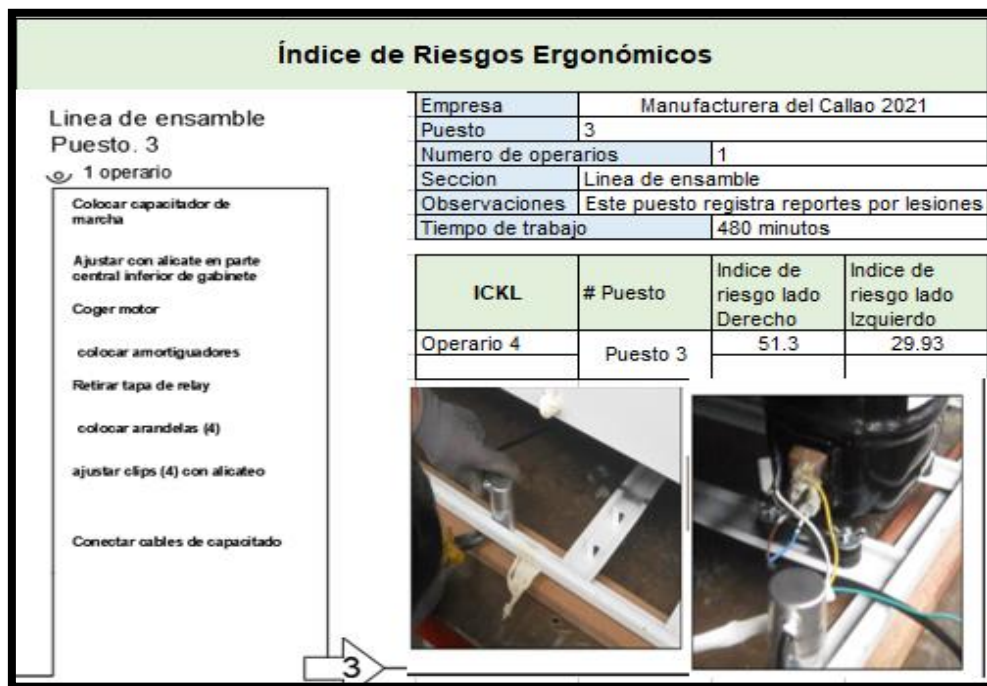 Índice de Riesgos Ergonómicos
Linea de ensamble
Puesto. 3
1 operario
Colocar capacitador de
marcha
Ajustar con alicate en parte
central inferior de gabinete
Coger motor
colocar amortiguadores
Retirar tapa de relay
colocar arandelas (4)
ajustar clips (4) con alicateo
Conectar cables de capacitado
3
Empresa Manufacturera del Callao 2021
Puesto 3
Numero de operarios 1
Seccion Linea de ensamble
Observaciones Este puesto registra reportes por lesiones
Tiempo de trabajo 480 minutos
ICKL # Puesto Indice de riesgo lado Derecho Indice de riesgo lado Izquierdo
Operario 4 Puesto 3 51.3 29.93